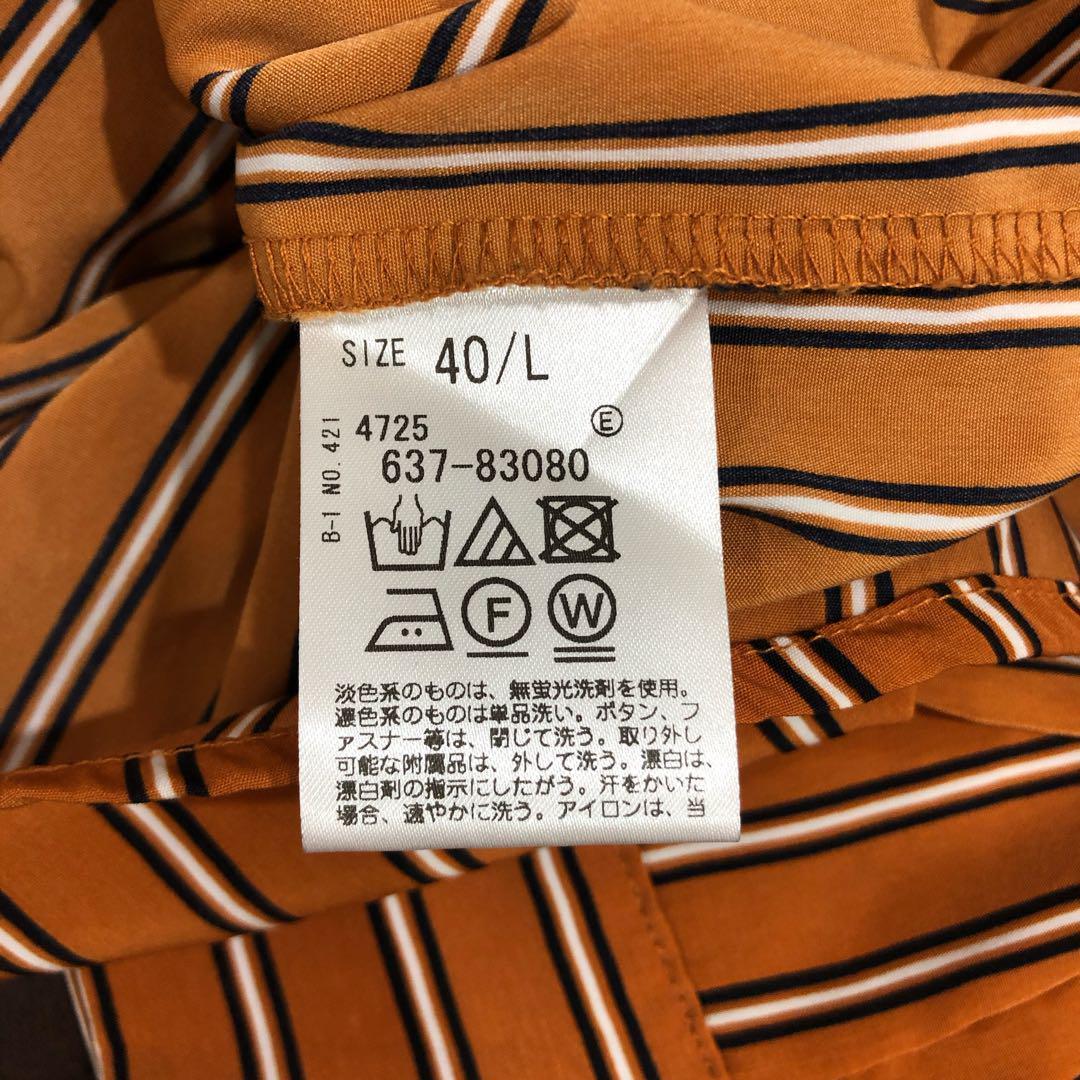 SIZE 40/L
B-1 NO. 421
4725 Ⓔ
637-83080
F W
淡色系のものは、無蛍光洗剤を使用。
濃色系のものは単品洗い。ボタン、フ
ァスナー等は、閉じて洗う。取り外し
可能な附属品は、外して洗う。漂白は、
漂白剤の指示にしたがう。汗をかいた
場合、速やかに洗う。アイロンは、当